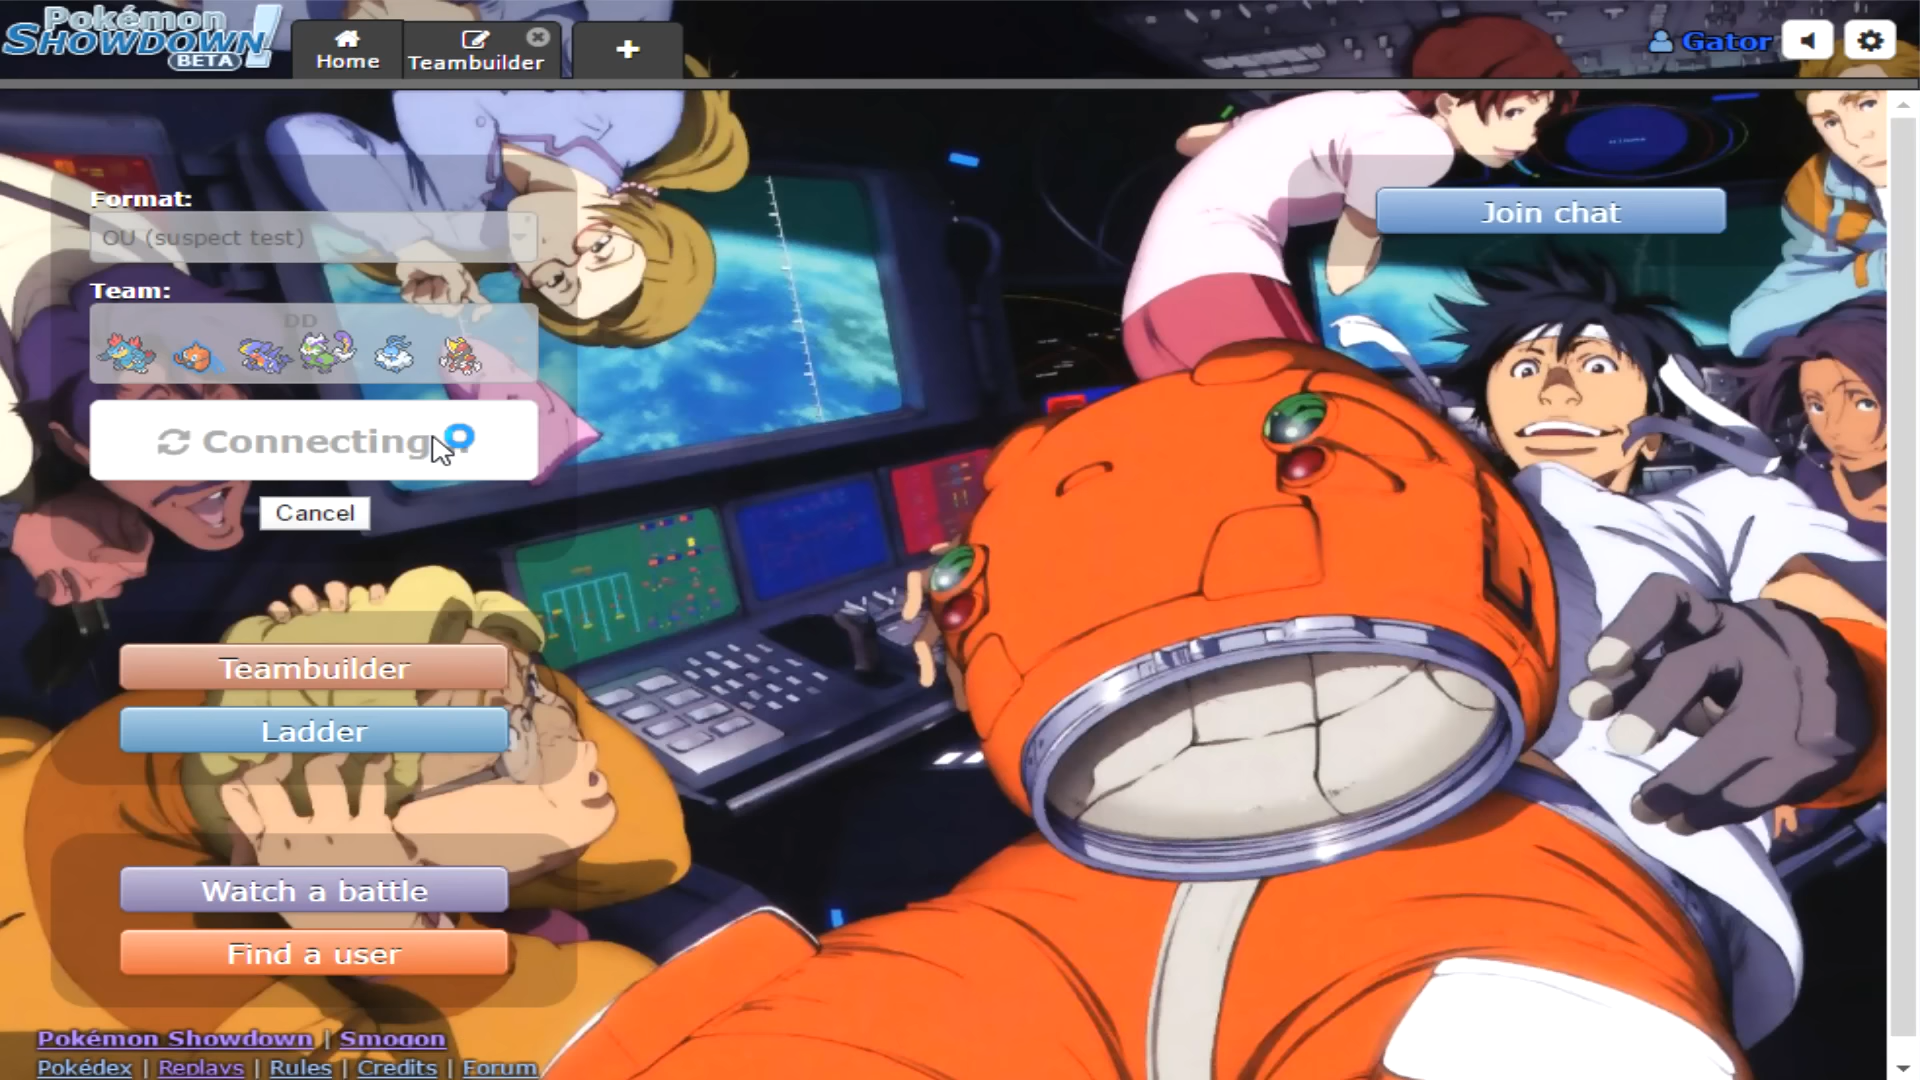 Pokémon
SHOWDOWN!
BETA
Home
Teambuilder
+
Gator
Format:
OU (suspect test)
Team:
DD
Connecting
Cancel
Join chat
Teambuilder
Ladder
Watch a battle
Find a user
Pokémon Showdown | Smogon
Pokédex | Replays | Rules | Credits | Forum